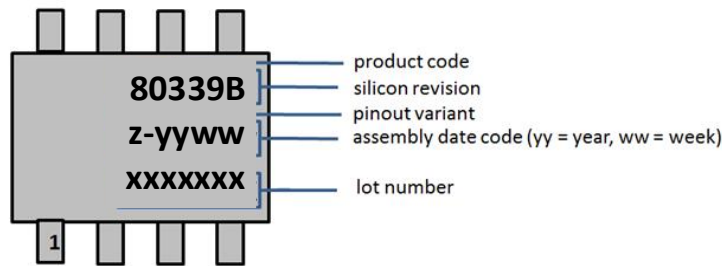 80339B
z-yyww
xxxxxxx
1
product code
silicon revision
pinout variant
assembly date code (yy = year, ww = week)
lot number